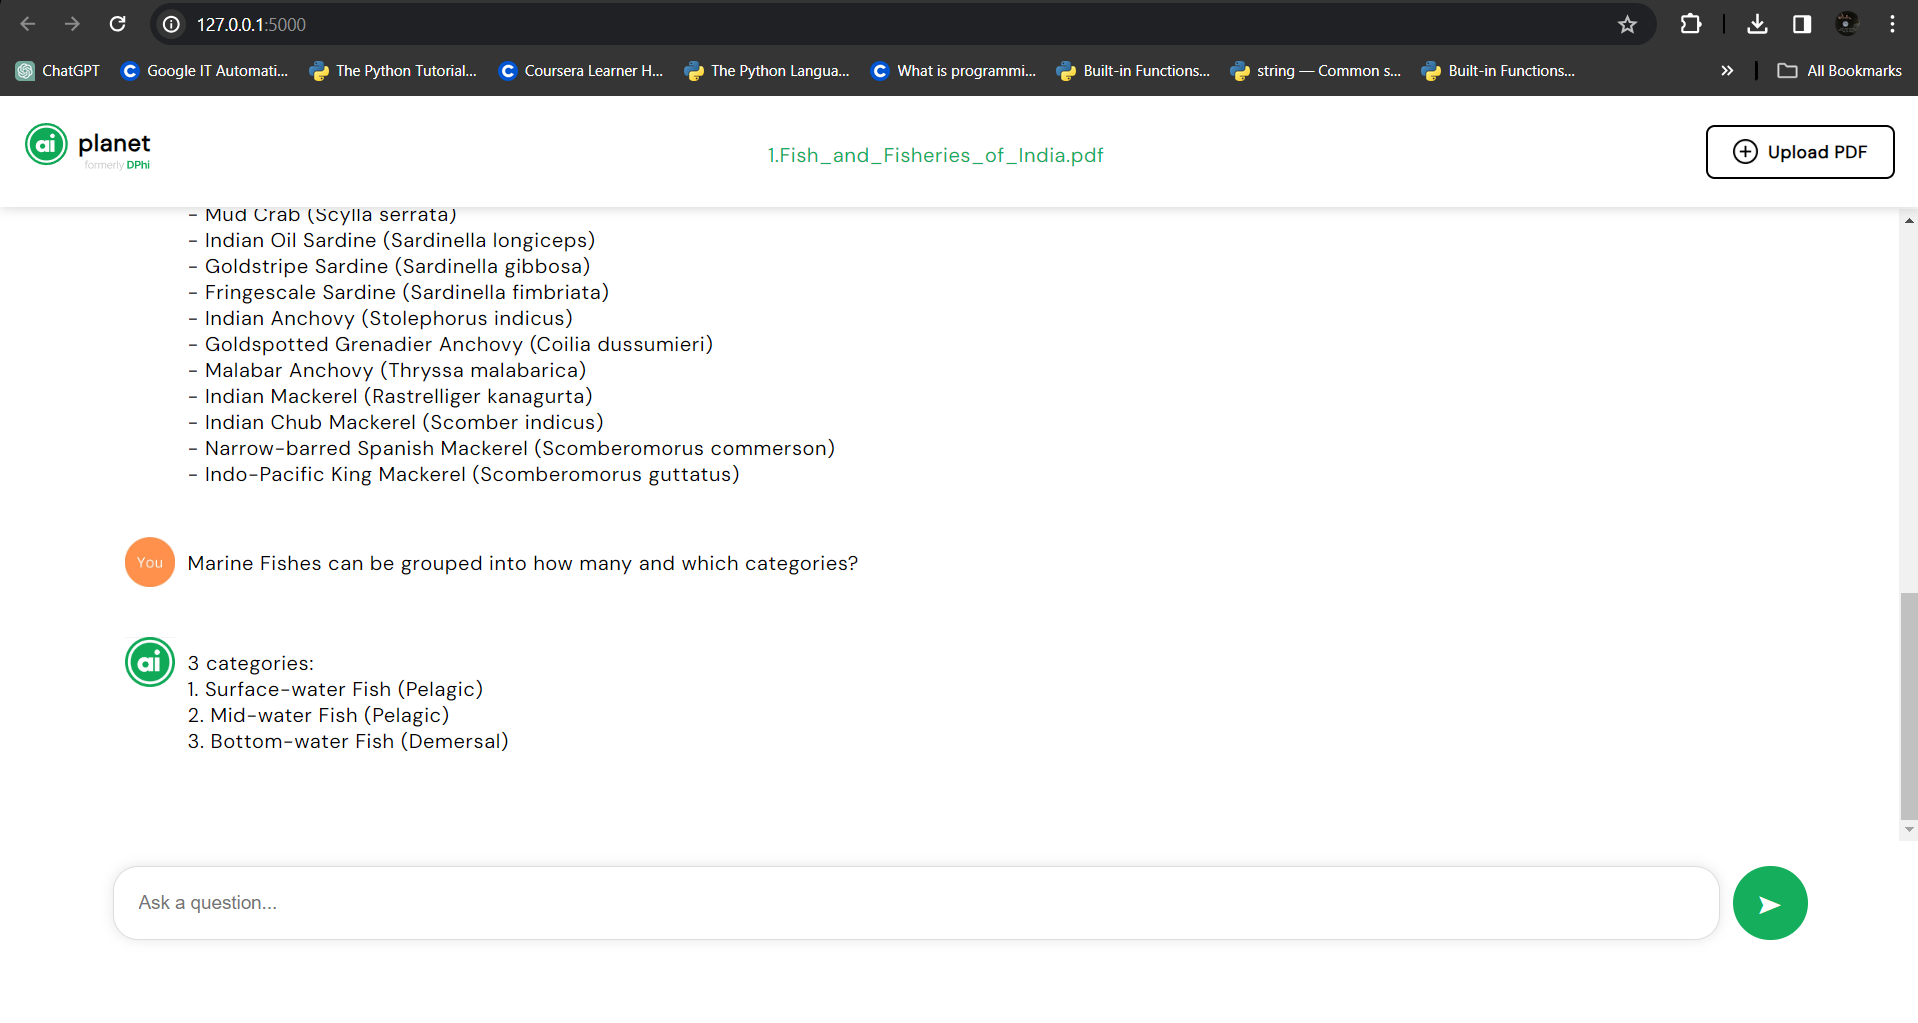 127.0.0.1:5000
ChatGPT
Google IT Automati...
The Python Tutorial...
Coursera Learner H...
The Python Langua...
What is programmi...
Built-in Functions...
string — Common s...
Built-in Functions...
All Bookmarks
ai planet
formerly DPhi
1.Fish_and_Fisheries_of_India.pdf
Upload PDF
- Mud Crab (Scylla serrata)
- Indian Oil Sardine (Sardinella longiceps)
- Goldstripe Sardine (Sardinella gibbosa)
- Fringescale Sardine (Sardinella fimbriata)
- Indian Anchovy (Stolephorus indicus)
- Goldspotted Grenadier Anchovy (Coilia dussumieri)
- Malabar Anchovy (Thryssa malabarica)
- Indian Mackerel (Rastrelliger kanagurta)
- Indian Chub Mackerel (Scomber indicus)
- Narrow-barred Spanish Mackerel (Scomberomorus commerson)
- Indo-Pacific King Mackerel (Scomberomorus guttatus)
You
Marine Fishes can be grouped into how many and which categories?
ai
3 categories:
1. Surface-water Fish (Pelagic)
2. Mid-water Fish (Pelagic)
3. Bottom-water Fish (Demersal)
Ask a question...